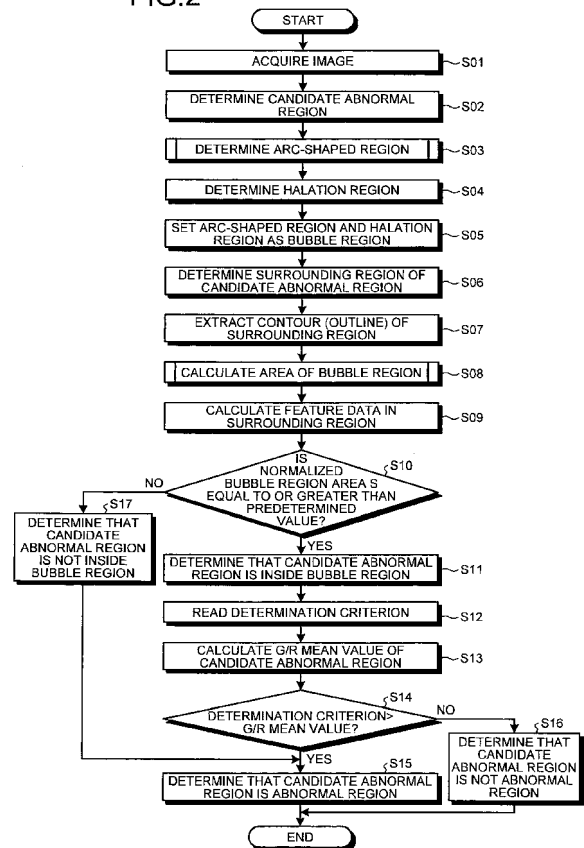 FIG.2
START
ACQUIRE IMAGE
S01
DETERMINE CANDIDATE ABNORMAL
REGION
S02
DETERMINE ARC-SHAPED REGION
S03
DETERMINE HALATION REGION
S04
SET ARC-SHAPED REGION AND HALATION
REGION AS BUBBLE REGION
S05
DETERMINE SURROUNDING REGION OF
CANDIDATE ABNORMAL REGION
S06
EXTRACT CONTOUR (OUTLINE) OF
SURROUNDING REGION
S07
CALCULATE AREA OF BUBBLE REGION
S08
CALCULATE FEATURE DATA IN
SURROUNDING REGION
S09
IS
NORMALIZED
BUBBLE REGION AREA S
EQUAL TO OR GREATER THAN
PREDETERMINED
VALUE?
S10
NO
S17
DETERMINE THAT
CANDIDATE
ABNORMAL REGION
IS NOT INSIDE
BUBBLE REGION
YES
DETERMINE THAT CANDIDATE ABNORMAL
REGION IS INSIDE BUBBLE REGION
S11
READ DETERMINATION CRITERION
S12
CALCULATE G/R MEAN VALUE OF
CANDIDATE ABNORMAL REGION
S13
S14
DETERMINATION CRITERION>
G/R MEAN VALUE?
NO
S16
DETERMINE THAT
CANDIDATE
ABNORMAL REGION
IS NOT ABNORMAL
REGION
YES
S15
DETERMINE THAT CANDIDATE ABNORMAL
REGION IS ABNORMAL REGION
END